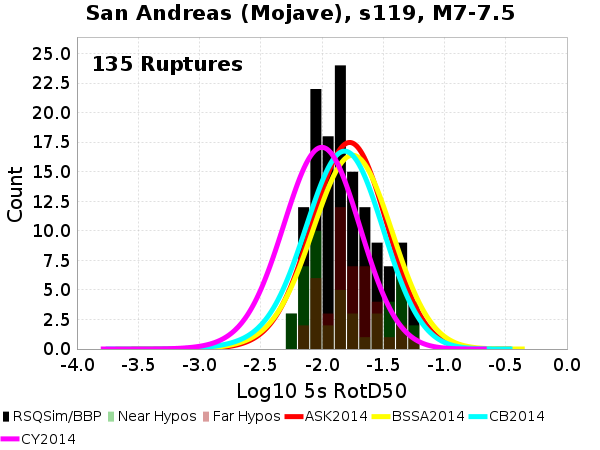 San Andreas (Mojave), s119, M7-7.5
135 Ruptures
25.0
22.5
20.0
17.5
15.0
12.5
10.0
7.5
5.0
2.5
0.0
Count
-4.0 -3.5 -3.0 -2.5 -2.0 -1.5 -1.0 -0.5 0.0
Log10 5s RotD50
RSQSim/BBP Near Hypos Far Hypos ASK2014 BSSA2014 CB2014
CY2014